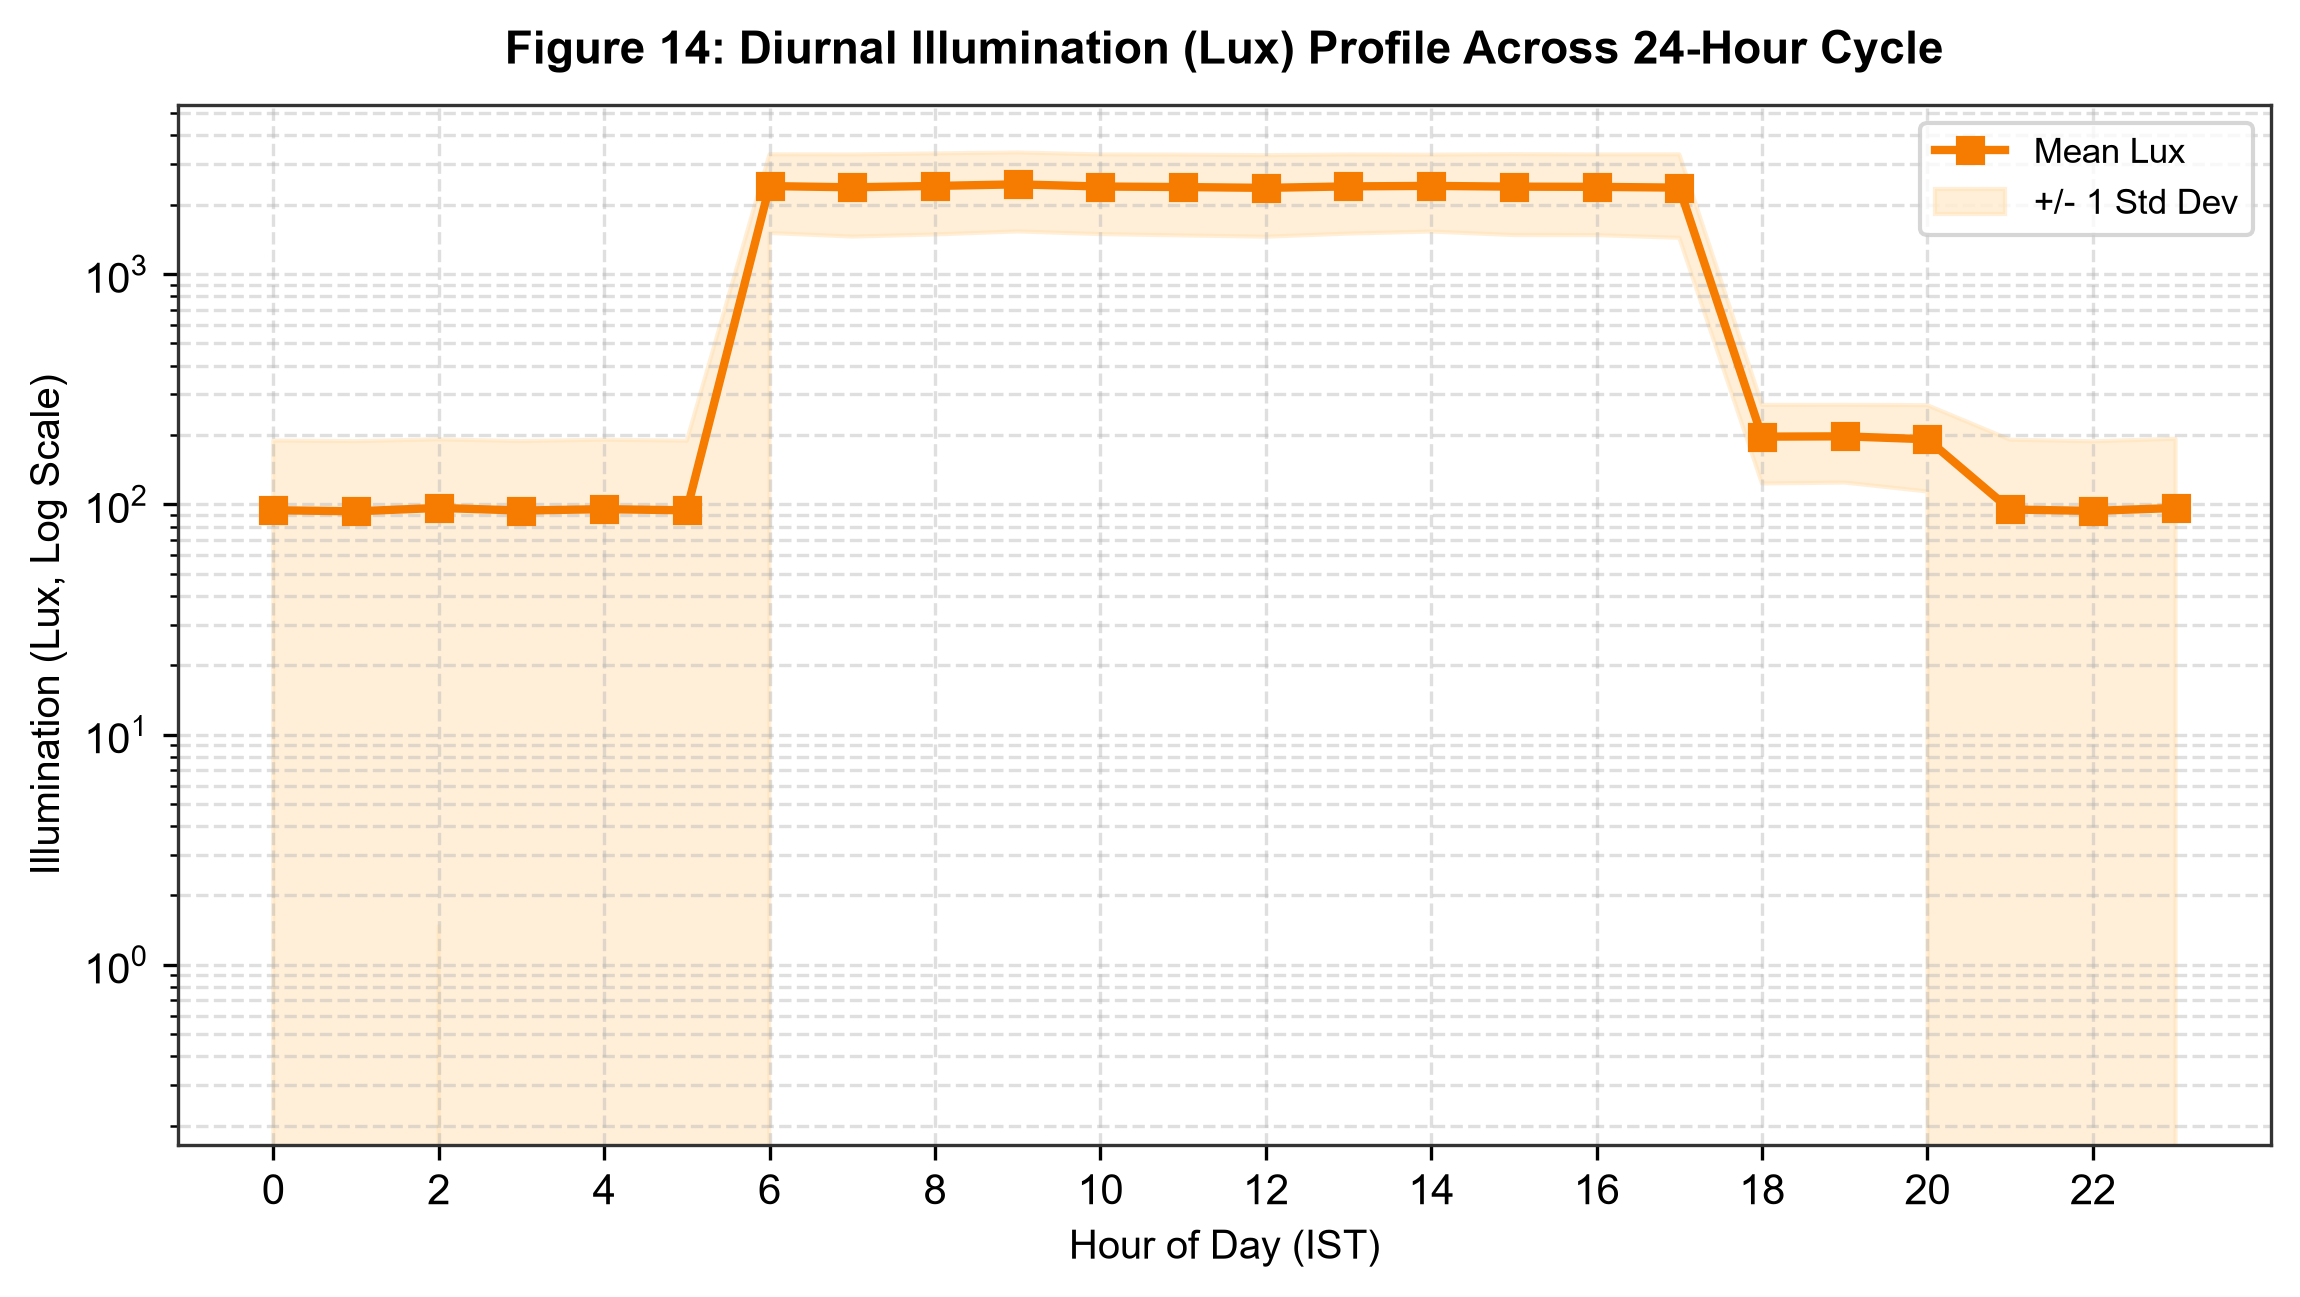 Figure 14: Diurnal Illumination (Lux) Profile Across 24-Hour Cycle
Mean Lux
+/- 1 Std Dev
Illumination (Lux, Log Scale)
10³
10²
10¹
10⁰
0 2 4 6 8 10 12 14 16 18 20 22
Hour of Day (IST)